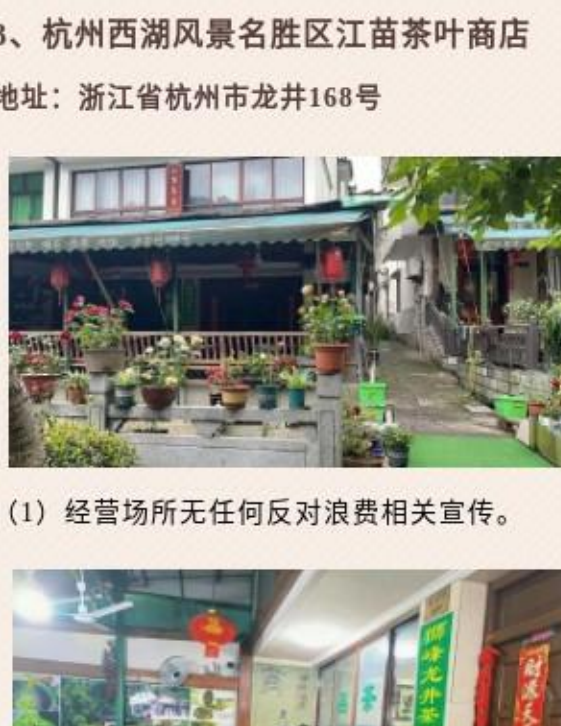 3、杭州西湖风景名胜区江苗茶叶商店
地址：浙江省杭州市龙井168号
（1）经营场所无任何反对浪费相关宣传。
狮峰龙井茶